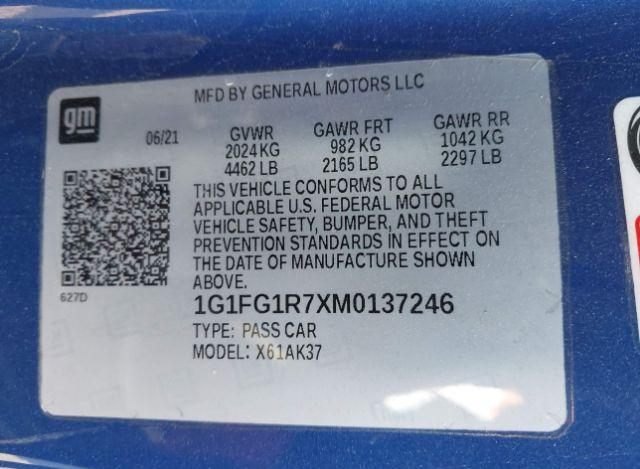 MFD BY GENERAL MOTORS LLC
gm
06/21 GVWR GAWR FRT GAWR RR
2024 KG 982 KG 1042 KG
4462 LB 2165 LB 2297 LB
THIS VEHICLE CONFORMS TO ALL
APPLICABLE U.S. FEDERAL MOTOR
VEHICLE SAFETY, BUMPER, AND THEFT
PREVENTION STANDARDS IN EFFECT ON
THE DATE OF MANUFACTURE SHOWN
ABOVE.
627D
1G1FG1R7XM0137246
TYPE: PASS CAR
MODEL: X61AK37